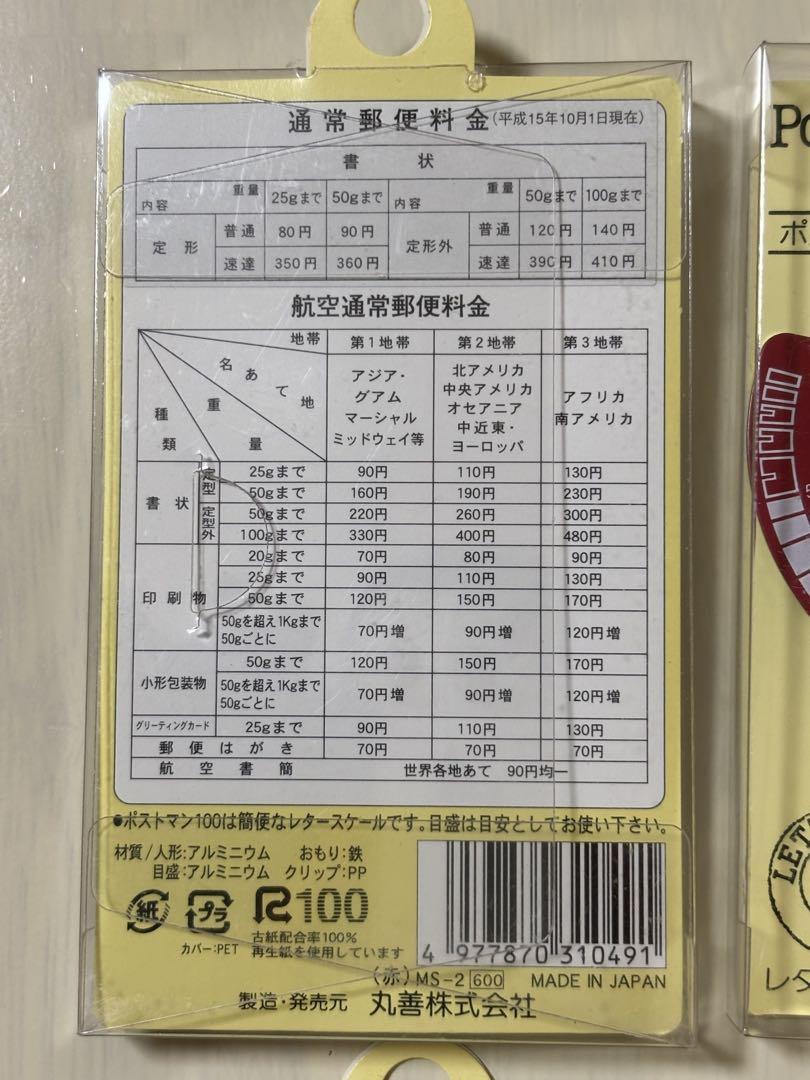 通常郵便料金(平成15年10月1日現在)
書状
内容 重量 25gまで 50gまで 内容 重量 50gまで 100gまで
定形 普通 80円 90円 定形外 普通 120円 140円
速達 350円 360円 速達 390円 410円
航空通常郵便料金
地帯 第1地帯 第2地帯 第3地帯
種類 重量 名あて地
アジア・
グアム
マーシャル
ミッドウェイ等
北アメリカ
中央アメリカ
オセアニア
中近東・
ヨーロッパ
アフリカ
南アメリカ
書状 定型 25gまで 90円 110円 130円
50gまで 160円 190円 230円
定型外 50gまで 220円 260円 300円
100gまで 330円 400円 480円
印刷物 20gまで 70円 80円 90円
25gまで 90円 110円 130円
50gまで 120円 150円 170円
50gを超え1Kgまで
50gごとに 70円増 90円増 120円増
小形包装物 50gまで 120円 150円 170円
50gを超え1Kgまで
50gごとに 70円増 90円増 120円増
グリーティングカード 25gまで 90円 110円 130円
郵便はがき 70円 70円 70円
航空書簡 世界各地あて 90円均一
●ポストマン100は簡便なレタースケールです。目盛は目安としてお使い下さい。
材質/人形:アルミニウム おもり:鉄
目盛:アルミニウム クリップ:PP
紙 プラ R100
カバー:PET
古紙配合率100%
再生紙を使用しています
4 977870 310491
(赤) MS-2 600 MADE IN JAPAN
製造・発売元 丸善株式会社
Po
ポ
LET
レタ